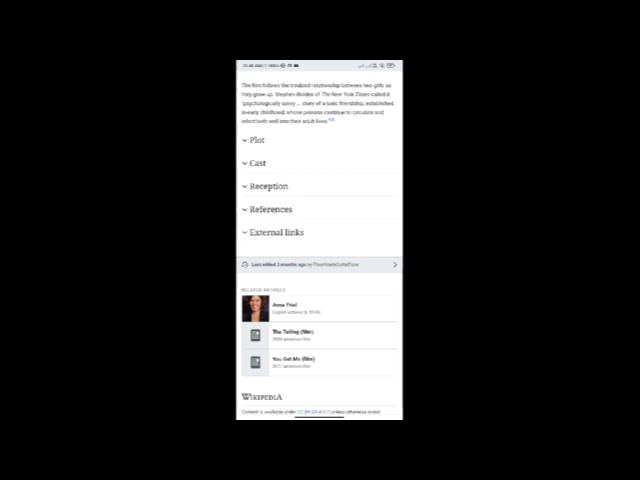 The film follows the troubled relationship between two girls as
they grow up. Stephen Holden of The New York Times called it
"psychologically savvy ... story of a toxic friendship, established
in early childhood, whose poisons continue to circulate and
infect both well into their adult lives."
Plot
Cast
Reception
References
External links
Last edited 3 months ago by
RELATED ARTICLES
Anna Friel
English actress (b. 1976)
The Telling (film)
2009 American film
You Get Me (film)
2017 American film
WIKIPEDIA
Content is available under CC BY-SA 4.0 unless otherwise noted.